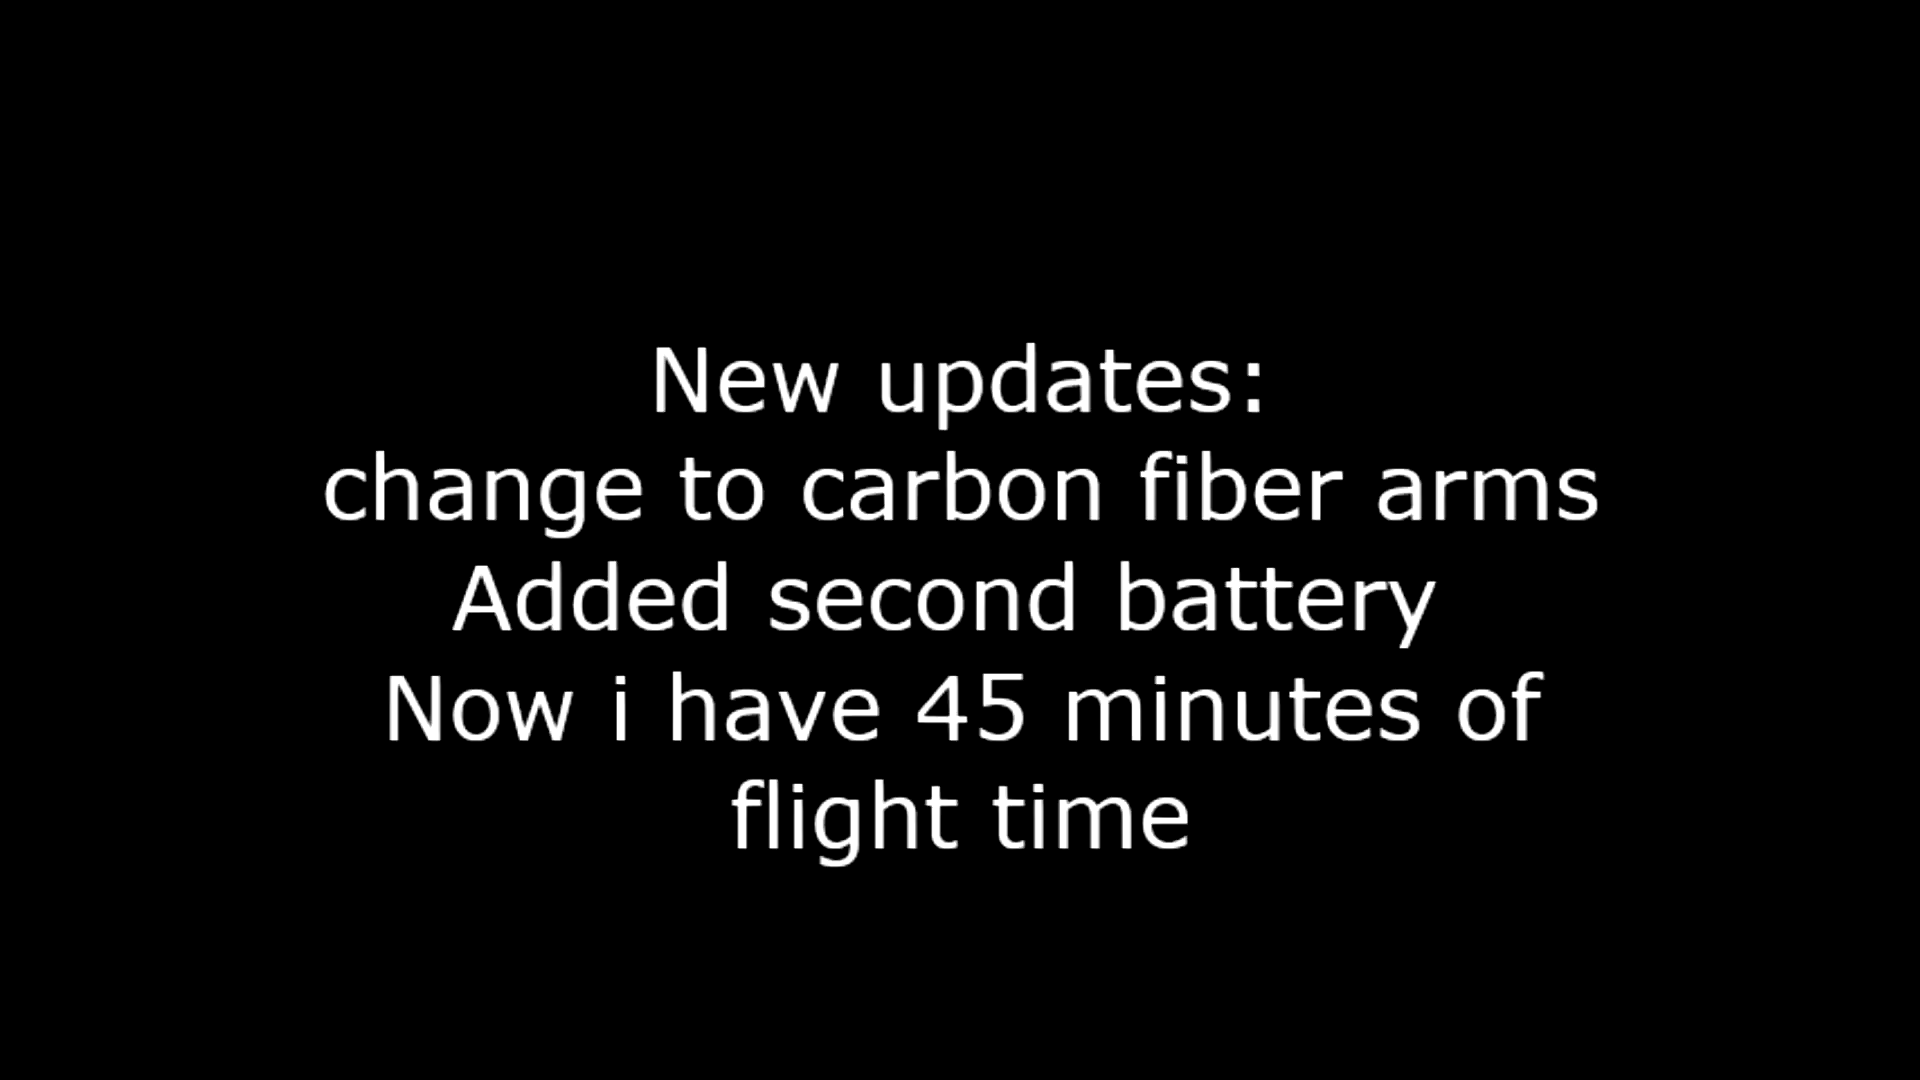 New updates:
change to carbon fiber arms
Added second battery
Now i have 45 minutes of
flight time